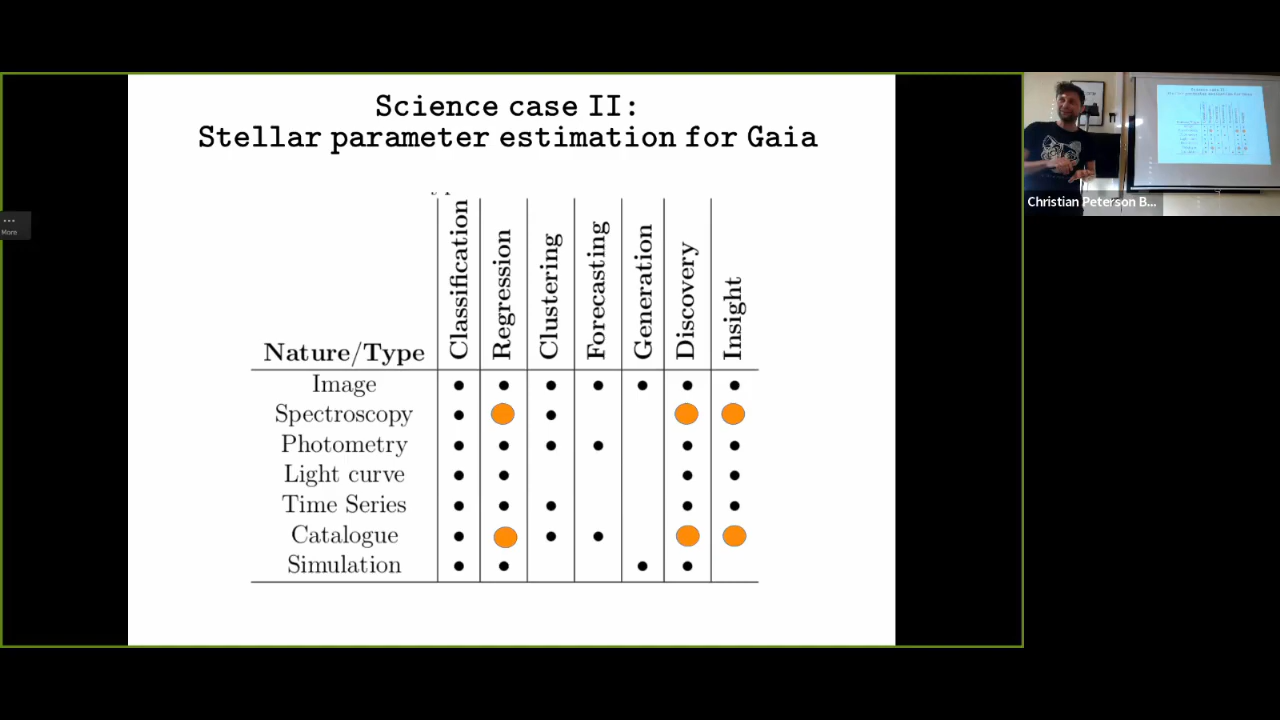 Science case II:
Stellar parameter estimation for Gaia
Classification
Regression
Clustering
Forecasting
Generation
Discovery
Insight
Nature/Type
Image
Spectroscopy
Photometry
Light curve
Time Series
Catalogue
Simulation
More
Christian Peterson B...